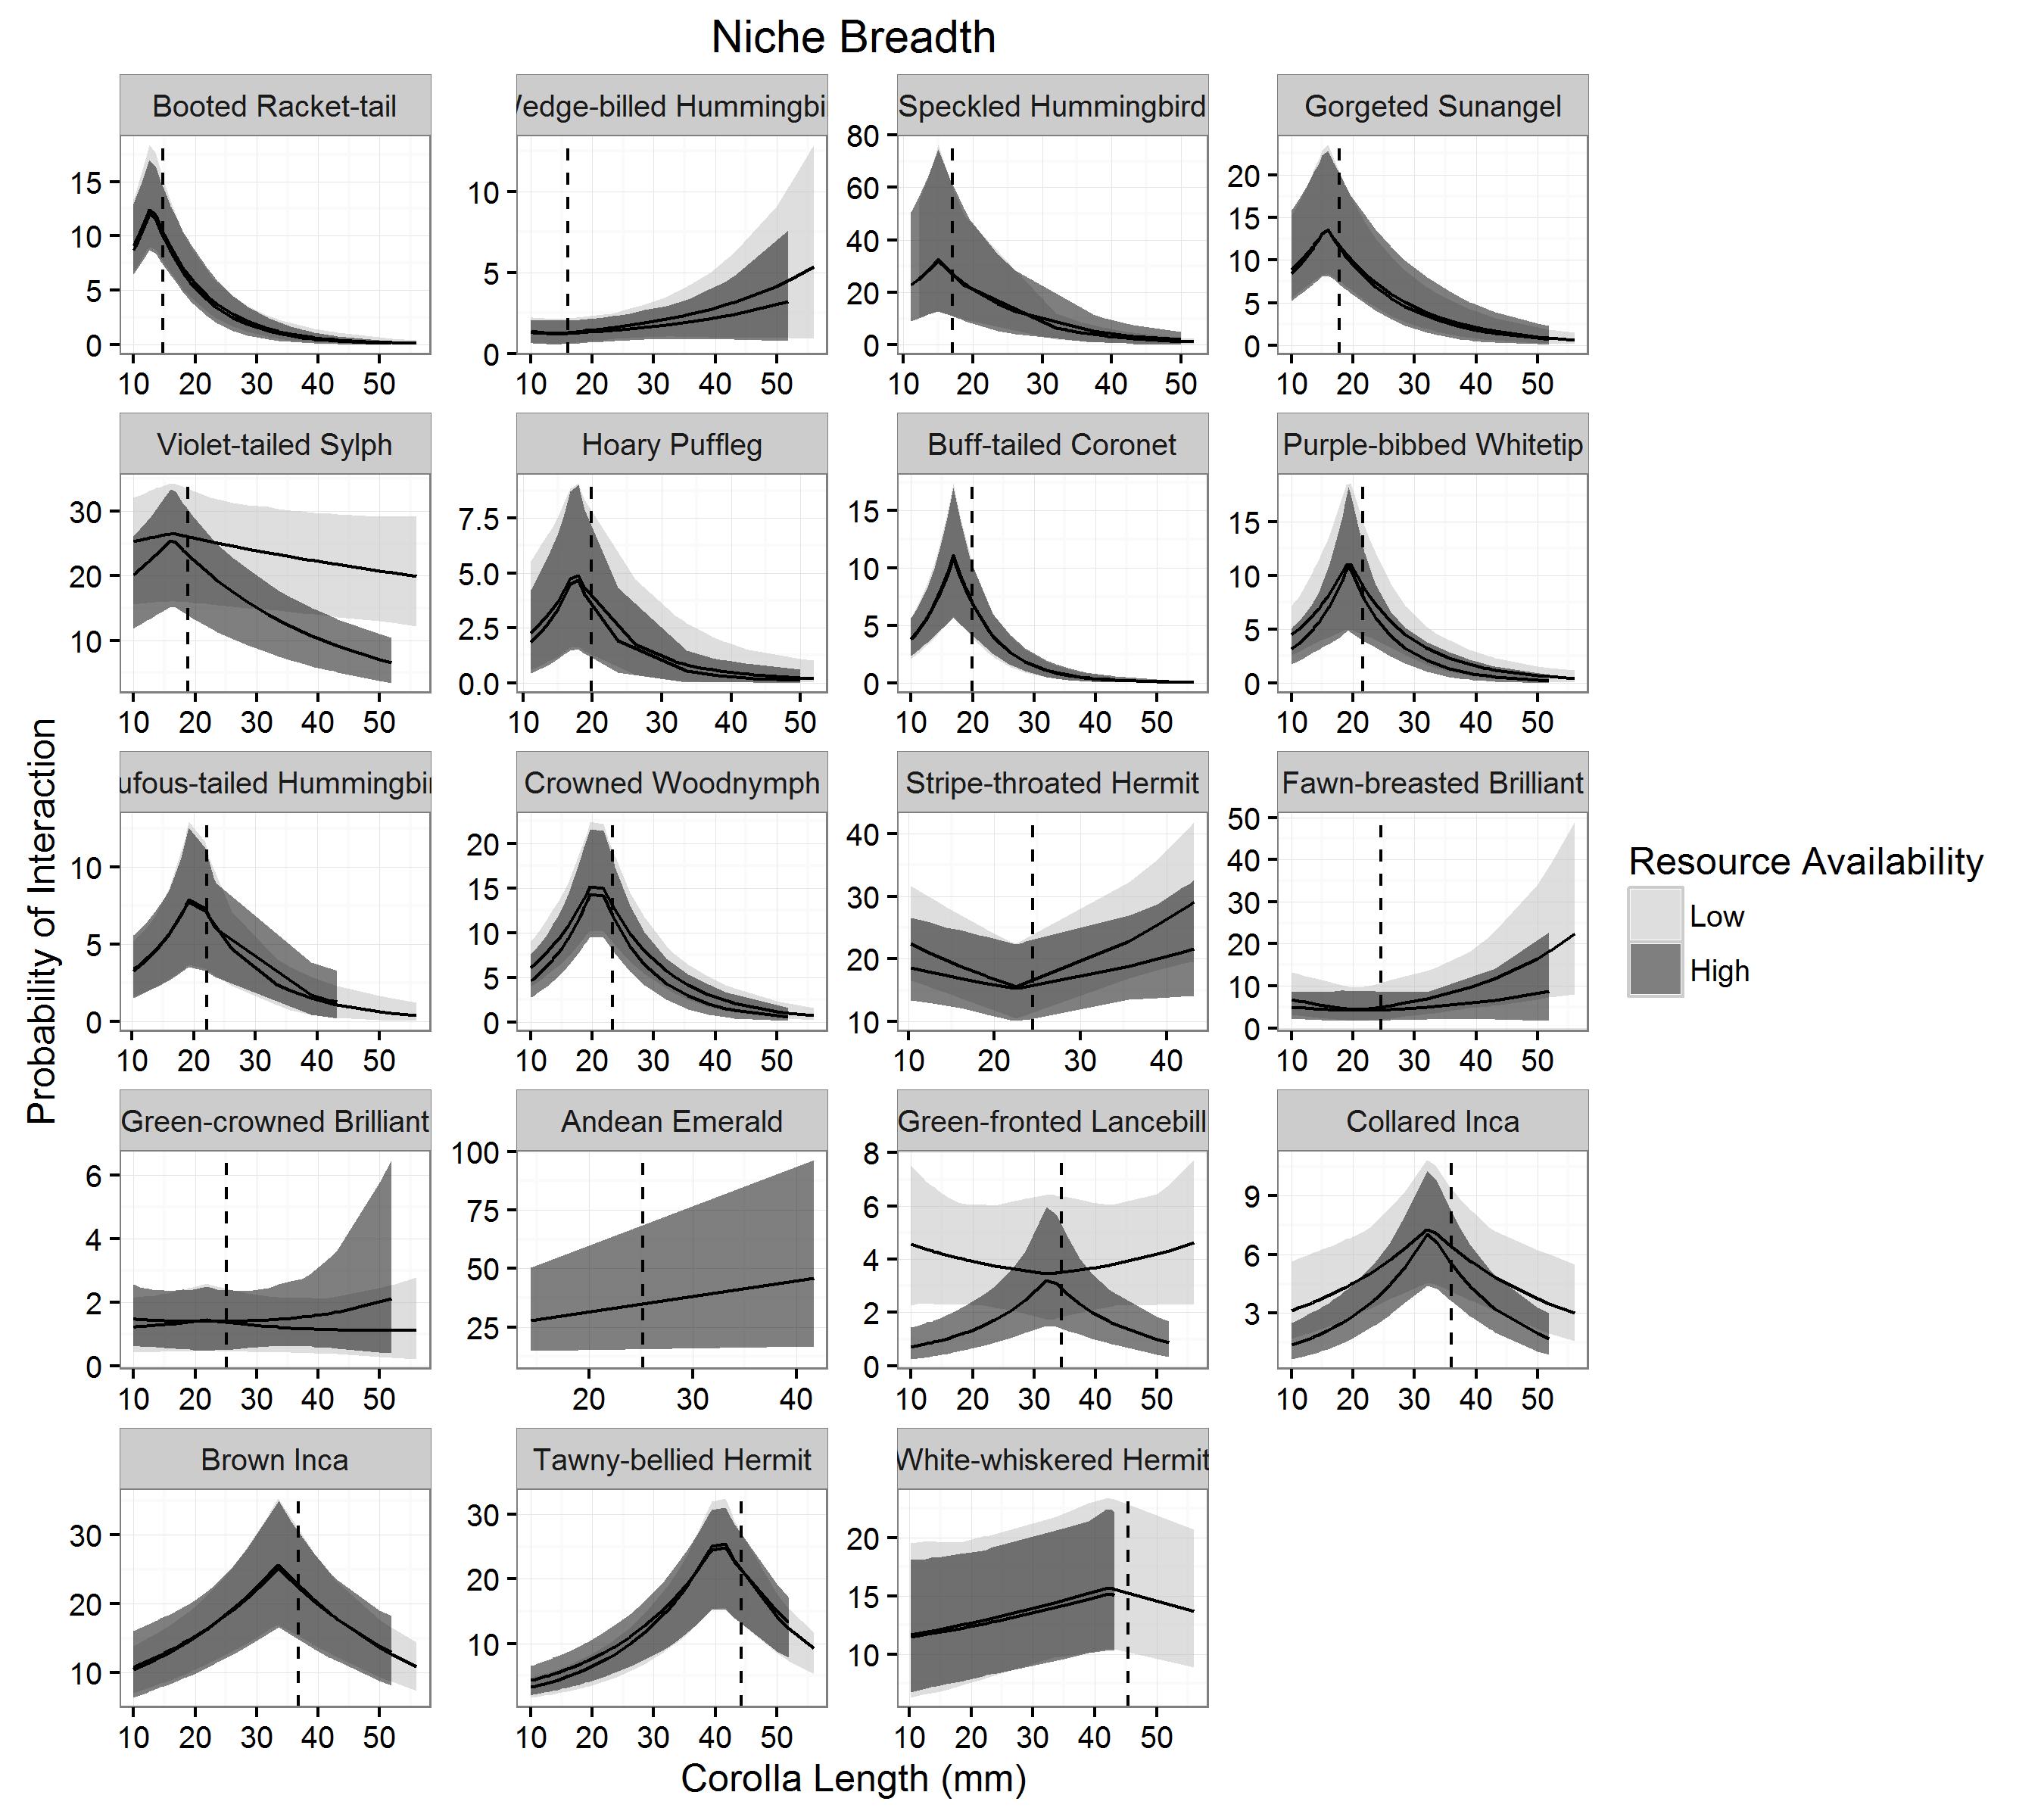 Niche Breadth
Booted Racket-tail
Wedge-billed Hummingbir
Speckled Hummingbird
Gorgeted Sunangel
15
10
5
0
10
5
0
80
60
40
20
0
20
15
10
5
0
10 20 30 40 50
10 20 30 40 50
10 20 30 40 50
10 20 30 40 50
Violet-tailed Sylph
Hoary Puffleg
Buff-tailed Coronet
Purple-bibbed Whitetip
30
20
10
7.5
5.0
2.5
0.0
15
10
5
0
15
10
5
0
10 20 30 40 50
10 20 30 40 50
10 20 30 40 50
10 20 30 40 50
ufous-tailed Hummingbir
Crowned Woodnymph
Stripe-throated Hermit
Fawn-breasted Brilliant
10
5
0
20
15
10
5
0
40
30
20
10
50
40
30
20
10
0
10 20 30 40 50
10 20 30 40 50
10 20 30 40
10 20 30 40 50
Green-crowned Brilliant
Andean Emerald
Green-fronted Lancebill
Collared Inca
6
4
2
0
100
75
50
25
8
6
4
2
0
9
6
3
10 20 30 40 50
20 30 40
10 20 30 40 50
10 20 30 40 50
Brown Inca
Tawny-bellied Hermit
White-whiskered Hermit
30
20
10
30
20
10
20
15
10
10 20 30 40 50
10 20 30 40 50
10 20 30 40 50
Corolla Length (mm)
Probability of Interaction
Resource Availability
Low
High